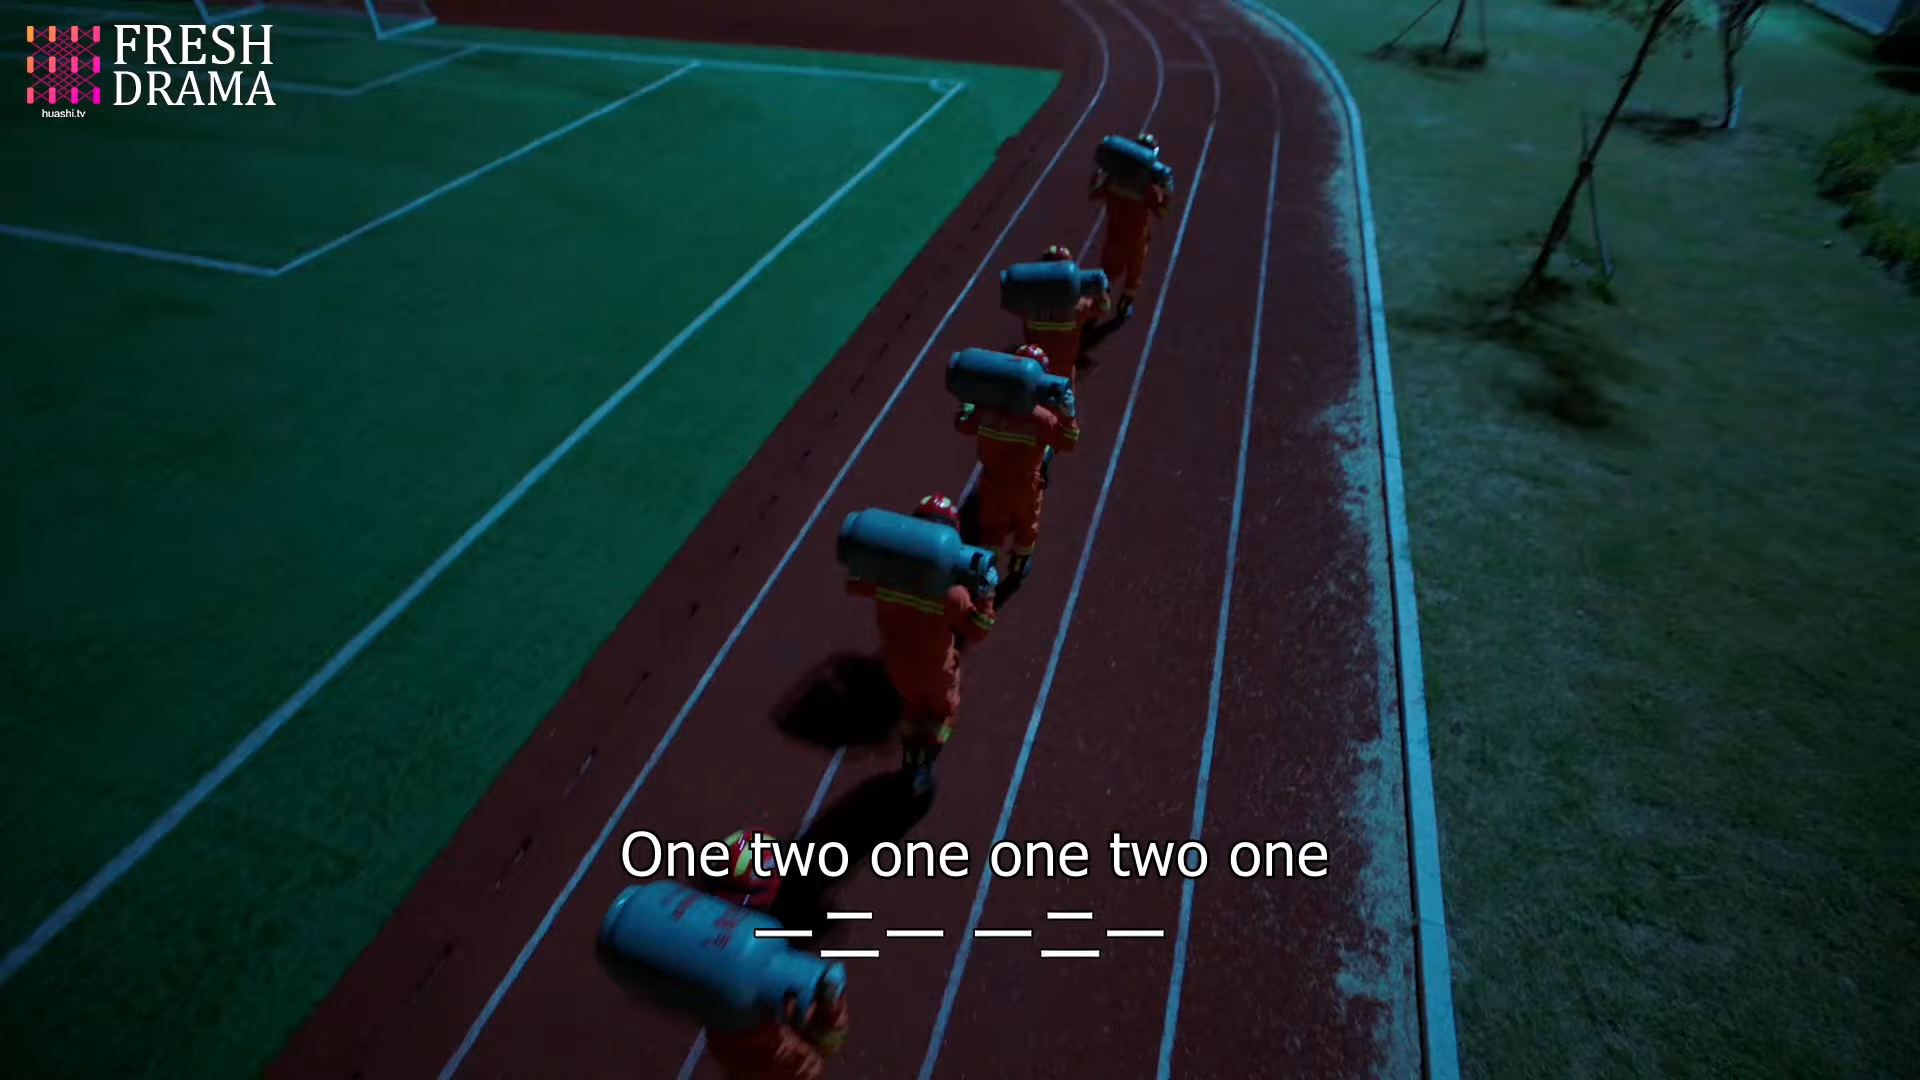 FRESH
DRAMA
huashi.tv
One two one one two one
一二一 一二一